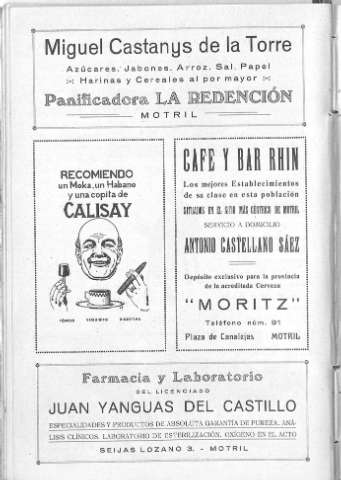 Miguel Castanys de la Torre
Azúcares, Jabones, Arroz, Sal, Papel
Harinas y Cereales al por mayor
Panificadora LA REDENCIÓN
MOTRIL
RECOMIENDO
un Moka, un Habano
y una copita de
CALISAY
CAFE Y BAR RHIN
Los mejores Establecimientos
de su clase en esta población
SITUADOS EN EL SITIO MÁS CÉNTRICO DE MOTRIL
SERVICIO A DOMICILIO
ANTONIO CASTELLANO SÁEZ
Depósito exclusivo para la provincia
de la acreditada Cerveza
"MORITZ"
Teléfono núm. 91
Plaza de Canalejas MOTRIL
Farmacia y Laboratorio
DEL LICENCIADO
JUAN YANGUAS DEL CASTILLO
ESPECIALIDADES Y PRODUCTOS DE ABSOLUTA GARANTÍA DE PUREZA. ANÁ-
LISIS CLÍNICOS. LABORATORIO DE ESTERILIZACIÓN. OXÍGENO EN EL ACTO
SEIJAS LOZANO 3. - MOTRIL